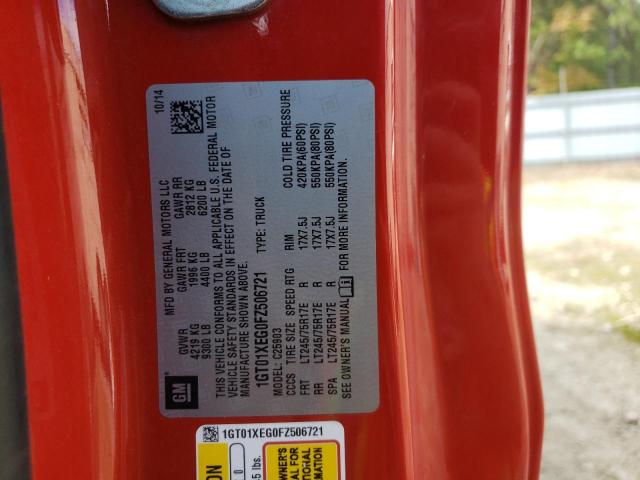 MFD BY GENERAL MOTORS LLC 10/14
GVWR GAWR FRT GAWR RR
4219 KG 1996 KG 2812 KG
9300 LB 4400 LB 6200 LB
THIS VEHICLE CONFORMS TO ALL APPLICABLE U.S. FEDERAL MOTOR
VEHICLE SAFETY STANDARDS IN EFFECT ON THE DATE OF
MANUFACTURE SHOWN ABOVE.
1GT01XEG0FZ506721 TYPE: TRUCK
MODEL: C25903
COLD TIRE PRESSURE
CCCS TIRE SIZE SPEED RTG RIM
FRT LT245/75R17E R 17X7.5J 420KPA(60PSI)
RR LT245/75R17E R 17X7.5J 550KPA(80PSI)
SPA LT245/75R17E R 17X7.5J 550KPA(80PSI)
SEE OWNER'S MANUAL FOR MORE INFORMATION.
GM
1GT01XEG0FZ506721